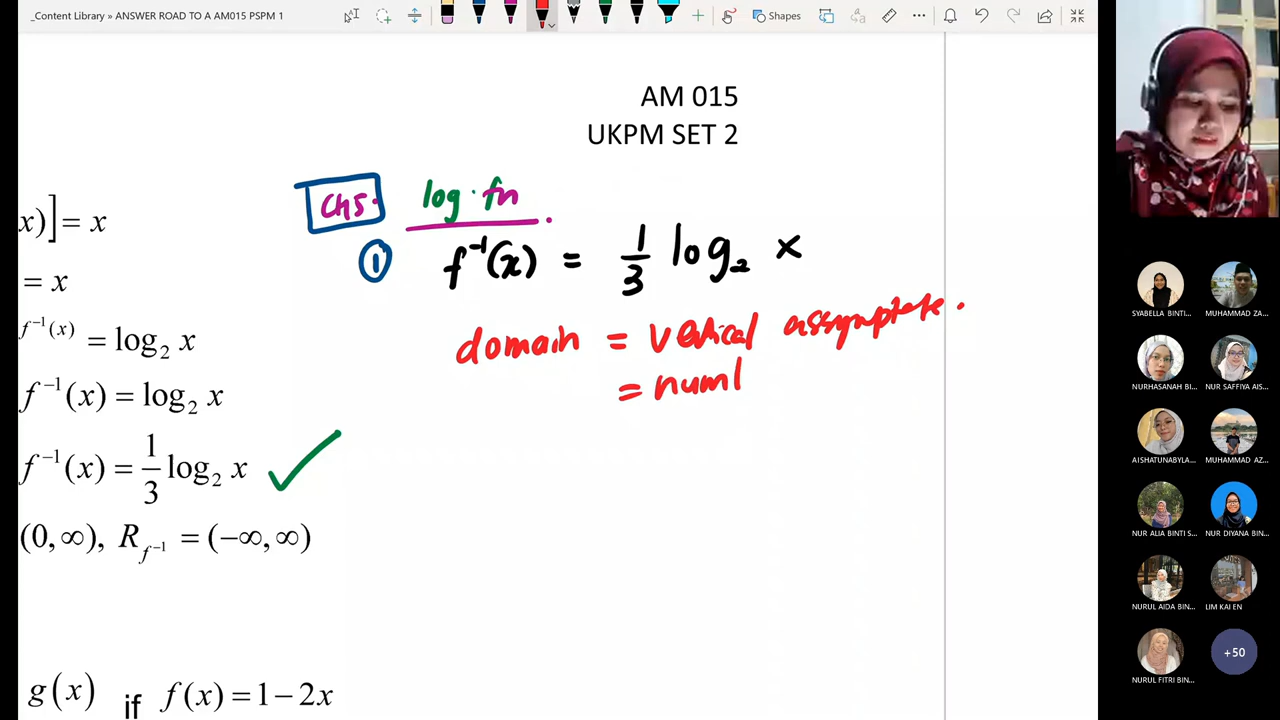 _Content Library » ANSWER ROAD TO A AM015 PSPM 1
Shapes
AM 015
UKPM SET 2
x)]= x
= x
f⁻¹(x) = log₂ x
f⁻¹(x) = log₂ x
f⁻¹(x) = 1/3 log₂ x ✓
(0, ∞), R_f⁻¹ = (−∞, ∞)
g(x) if f(x) = 1 − 2x
Ch5. log. fn
① f⁻¹(x) = 1/3 log₂ x
domain = vertical assymptote.
= numl
SYABELLA BINTI...
MUHAMMAD ZA...
NURHASANAH BI...
NUR SAFFIYA AIS...
AISHATUNABYLA...
MUHAMMAD AZ...
NUR ALIA BINTI S...
NUR DIYANA BIN...
NURUL AIDA BIN...
LIM KAI EN
NURUL FITRI BIN...
+50